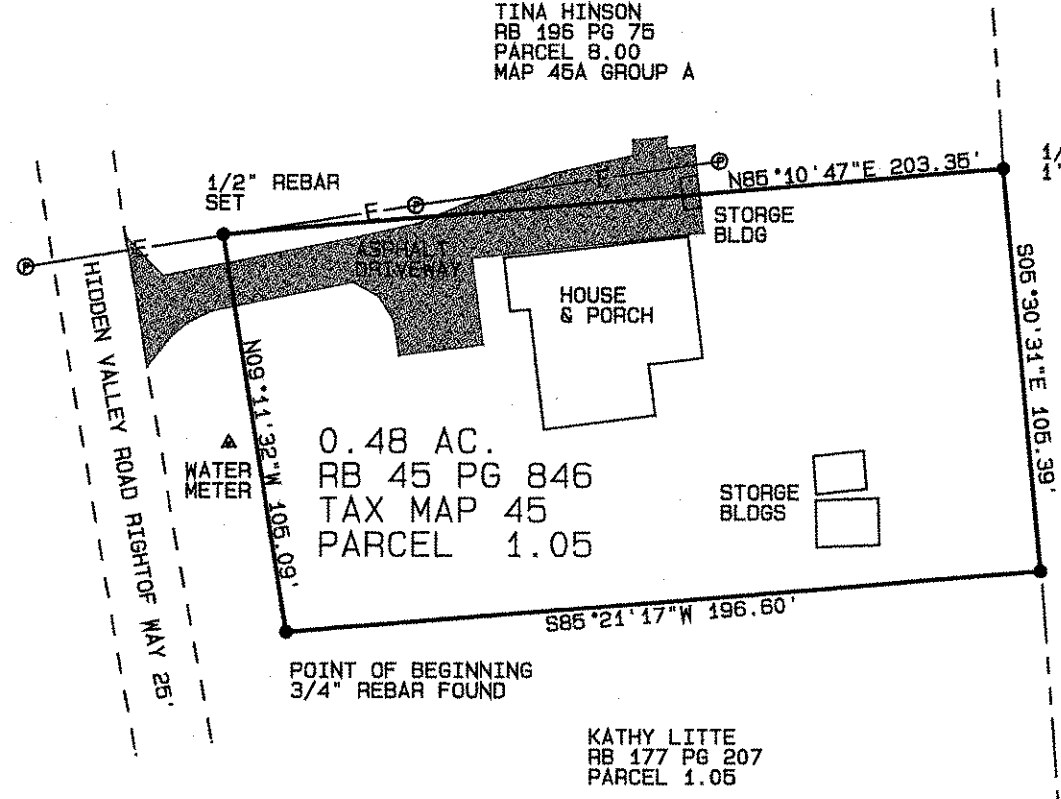 TINA HINSON
RB 195 PG 75
PARCEL 8.00
MAP 45A GROUP A
1/2" REBAR
SET
N85°10'47"E 203.35'
1/
1"
P
E
P
E
P
E
P
STORGE
BLDG
ASPHALT
DRIVEWAY
HOUSE
& PORCH
HIDDEN VALLEY ROAD RIGHTOF WAY 25'
N09°11'32"W 105.09'
S05°30'31"E 105.39'
WATER
METER
0.48 AC.
RB 45 PG 846
TAX MAP 45
PARCEL 1.05
STORGE
BLDGS
S85°21'17"W 196.60'
POINT OF BEGINNING
3/4" REBAR FOUND
KATHY LITTE
RB 177 PG 207
PARCEL 1.05